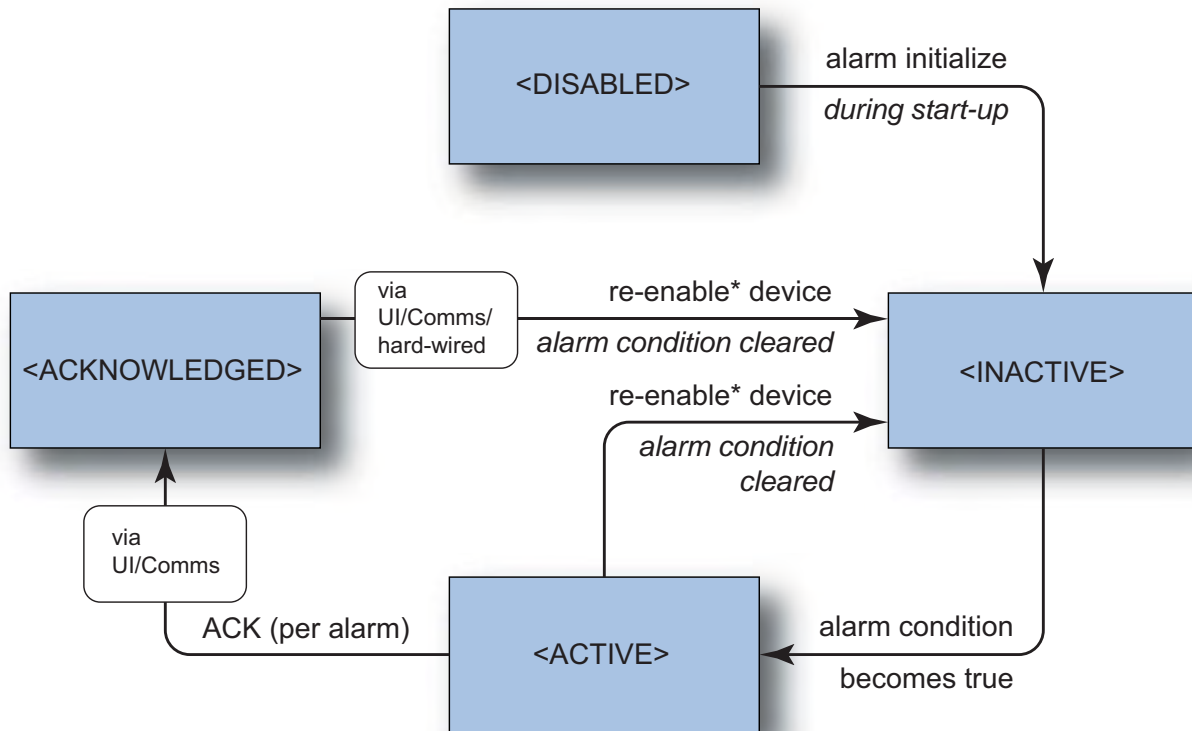 <DISABLED>
alarm initialize
during start-up
via
UI/Comms/
hard-wired
re-enable* device
alarm condition cleared
<ACKNOWLEDGED>
<INACTIVE>
re-enable* device
alarm condition
cleared
via
UI/Comms
ACK (per alarm)
<ACTIVE>
alarm condition
becomes true